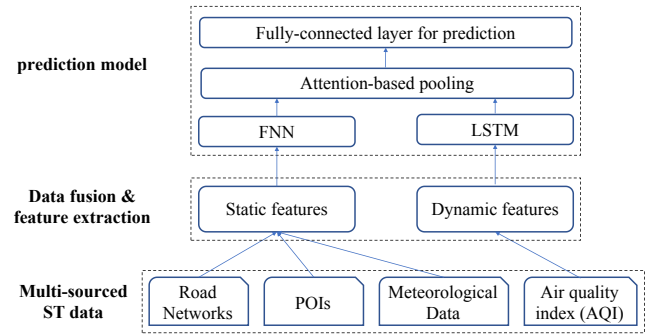 Fully-connected layer for prediction
prediction model
Attention-based pooling
FNN
LSTM
Data fusion &
feature extraction
Static features
Dynamic features
Multi-sourced
ST data
Road
Networks
POIs
Meteorological
Data
Air quality
index (AQI)